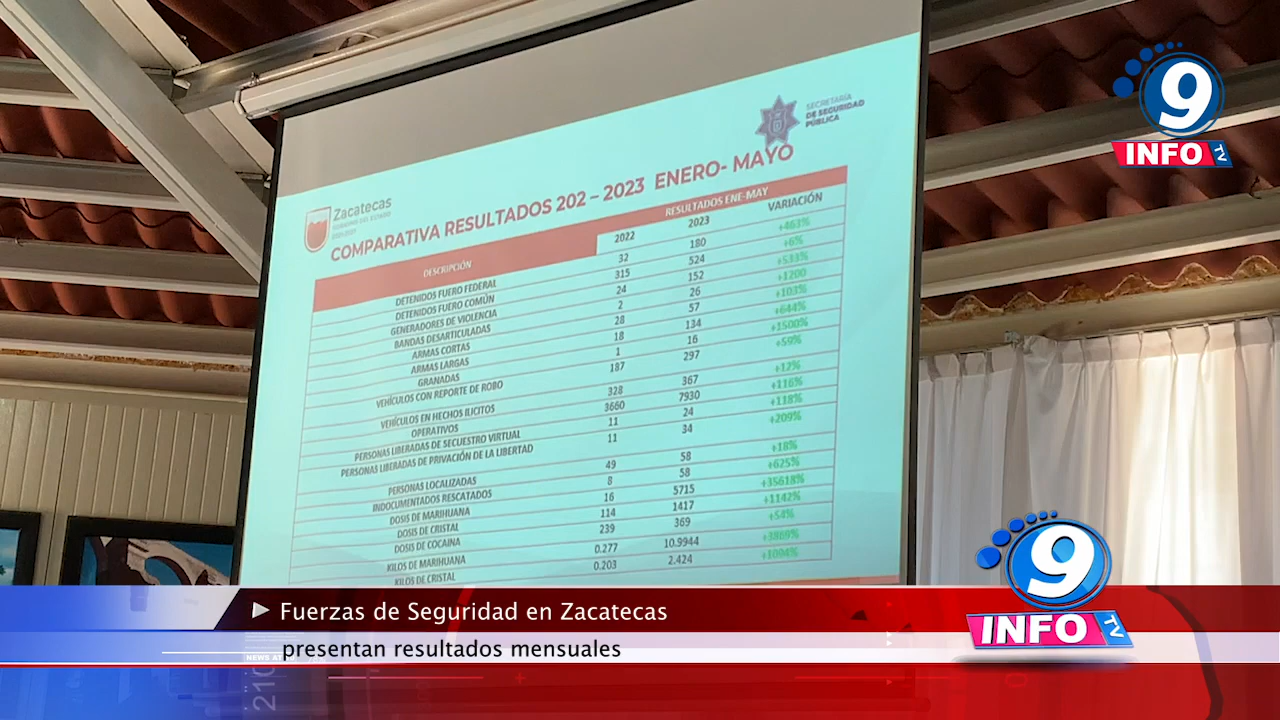 9
INFO TV
SECRETARÍA
DE SEGURIDAD
PÚBLICA
Zacatecas
GOBIERNO DEL ESTADO
COMPARATIVA RESULTADOS 202 – 2023 ENERO- MAYO
DESCRIPCIÓN RESULTADOS ENE-MAY
2022 2023 VARIACIÓN
DETENIDOS FUERO FEDERAL 32 180 +463%
DETENIDOS FUERO COMÚN 315 524 +6%
GENERADORES DE VIOLENCIA 24 152 +533%
BANDAS DESARTICULADAS 2 26 +1200
ARMAS CORTAS 28 57 +103%
ARMAS LARGAS 18 134 +644%
GRANADAS 1 16 +1500%
VEHÍCULOS CON REPORTE DE ROBO 187 297 +59%
VEHÍCULOS EN HECHOS ILICITOS 328 367 +12%
OPERATIVOS 3660 7930 +116%
PERSONAS LIBERADAS DE SECUESTRO VIRTUAL 11 24 +118%
PERSONAS LIBERADAS DE PRIVACIÓN DE LA LIBERTAD 11 34 +209%
PERSONAS LOCALIZADAS 49 58 +18%
INDOCUMENTADOS RESCATADOS 8 58 +625%
DOSIS DE MARIHUANA 16 5715 +35618%
DOSIS DE CRISTAL 114 1417 +1142%
DOSIS DE COCAINA 239 369 +54%
KILOS DE MARIHUANA 0.277 10.9944 +3869%
KILOS DE CRISTAL 0.203 2.424 +1094%
Fuerzas de Seguridad en Zacatecas
presentan resultados mensuales
9
INFO TV